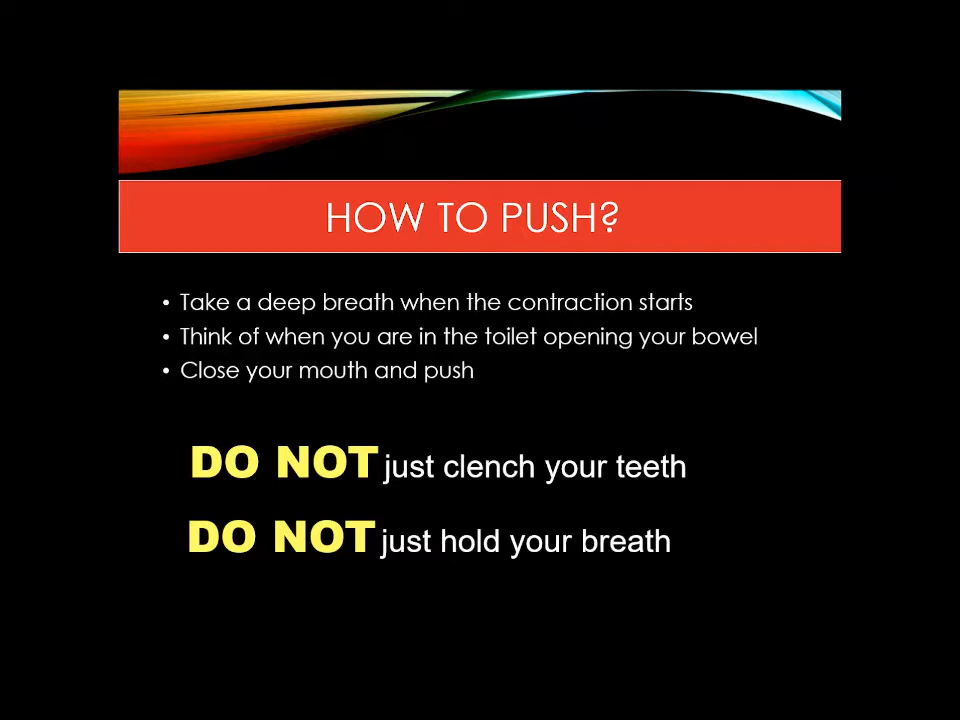 HOW TO PUSH?
• Take a deep breath when the contraction starts
• Think of when you are in the toilet opening your bowel
• Close your mouth and push
DO NOT just clench your teeth
DO NOT just hold your breath